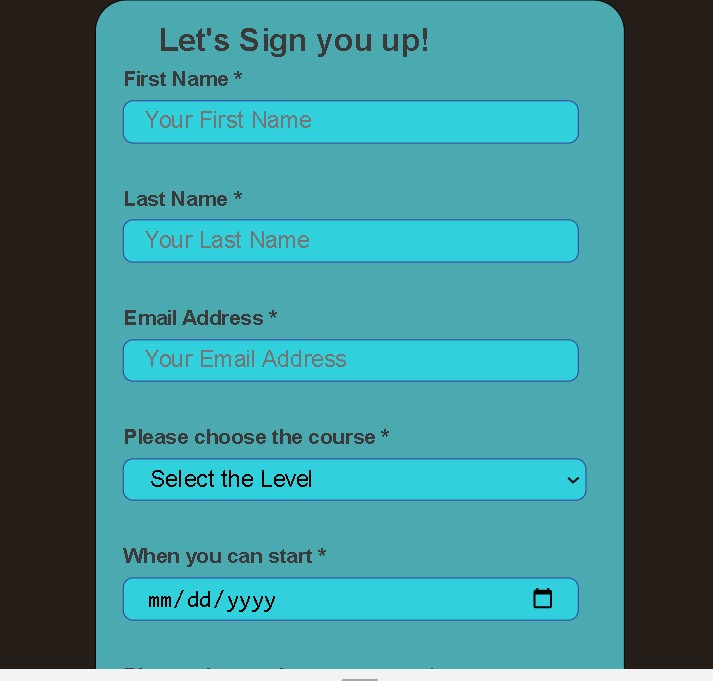 Let's Sign you up!
First Name *
Your First Name
Last Name *
Your Last Name
Email Address *
Your Email Address
Please choose the course *
Select the Level
When you can start *
mm/dd/yyyy